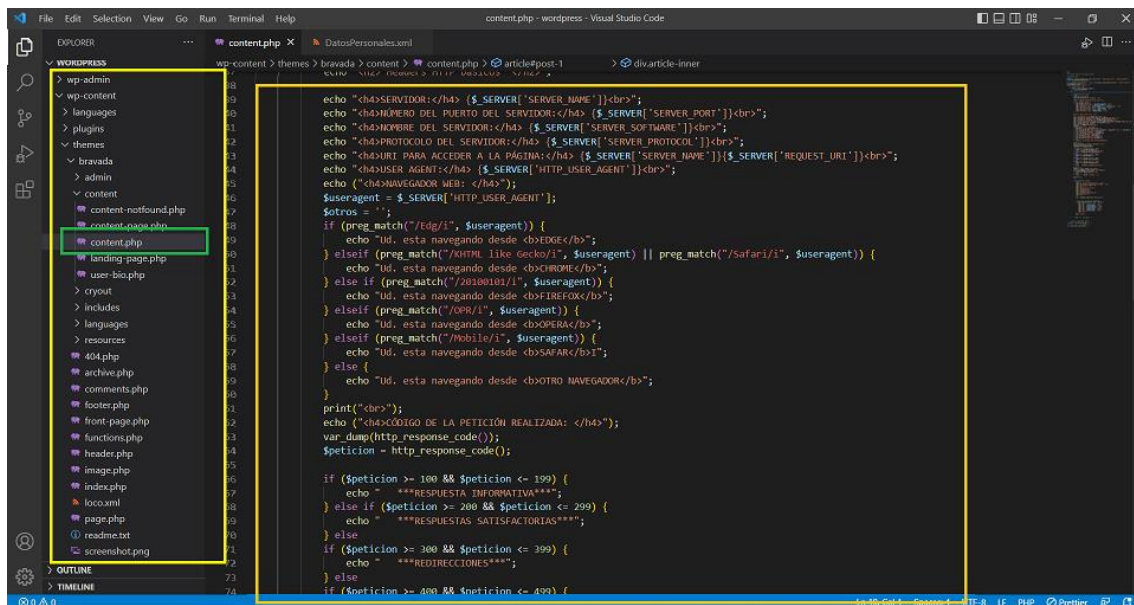 File Edit Selection View Go Run Terminal Help
content.php - wordpress - Visual Studio Code
EXPLORER
content.php
DatosPersonales.xml
WORDPRESS
wp-content > themes > bravada > content > content.php > article#post-1 > div.article-inner
wp-admin
wp-content
languages
plugins
themes
bravada
admin
content
content-notfound.php
content-page.php
content.php
landing-page.php
user-bio.php
cryout
includes
languages
resources
404.php
archive.php
comments.php
footer.php
front-page.php
functions.php
header.php
image.php
index.php
loco.xml
page.php
readme.txt
screenshot.png
OUTLINE
TIMELINE
echo "<h2> Headers HTTP Básicos </h2>";
echo "<h4>SERVIDOR:</h4> {$_SERVER['SERVER_NAME']}<br>";
echo "<h4>NÚMERO DEL PUERTO DEL SERVIDOR:</h4> {$_SERVER['SERVER_PORT']}<br>";
echo "<h4>NOMBRE DEL SERVIDOR:</h4> {$_SERVER['SERVER_SOFTWARE']}<br>";
echo "<h4>PROTOCOLO DEL SERVIDOR:</h4> {$_SERVER['SERVER_PROTOCOL']}<br>";
echo "<h4>URI PARA ACCEDER A LA PÁGINA:</h4> {$_SERVER['SERVER_NAME']}{$_SERVER['REQUEST_URI']}<br>";
echo "<h4>USER AGENT:</h4> {$_SERVER['HTTP_USER_AGENT']}<br>";
echo ("<h4>NAVEGADOR WEB: </h4>");
$useragent = $_SERVER['HTTP_USER_AGENT'];
$otros = '';
if (preg_match("/Edg/i", $useragent)) {
echo "Ud. esta navegando desde <b>EDGE</b>";
} elseif (preg_match("/KHTML like Gecko/i", $useragent) || preg_match("/Safari/i", $useragent)) {
echo "Ud. esta navegando desde <b>CHROME</b>";
} else if (preg_match("/20100101/i", $useragent)) {
echo "Ud. esta navegando desde <b>FIREFOX</b>";
} elseif (preg_match("/OPR/i", $useragent)) {
echo "Ud. esta navegando desde <b>OPERA</b>";
} elseif (preg_match("/Mobile/i", $useragent)) {
echo "Ud. esta navegando desde <b>SAFAR</b>I";
} else {
echo "Ud. esta navegando desde <b>OTRO NAVEGADOR</b>";
}
print("<br>");
echo ("<h4>CÓDIGO DE LA PETICIÓN REALIZADA: </h4>");
var_dump(http_response_code());
$peticion = http_response_code();
if ($peticion >= 100 && $peticion <= 199) {
echo " ***RESPUESTA INFORMATIVA***";
} else if ($peticion >= 200 && $peticion <= 299) {
echo " ***RESPUESTAS SATISFACTORIAS***";
} else
if ($peticion >= 300 && $peticion <= 399) {
echo " ***REDIRECCIONES***";
73 } else
74 if ($peticion >= 400 && $peticion <= 499) {
0 0 LF PHP Prettier